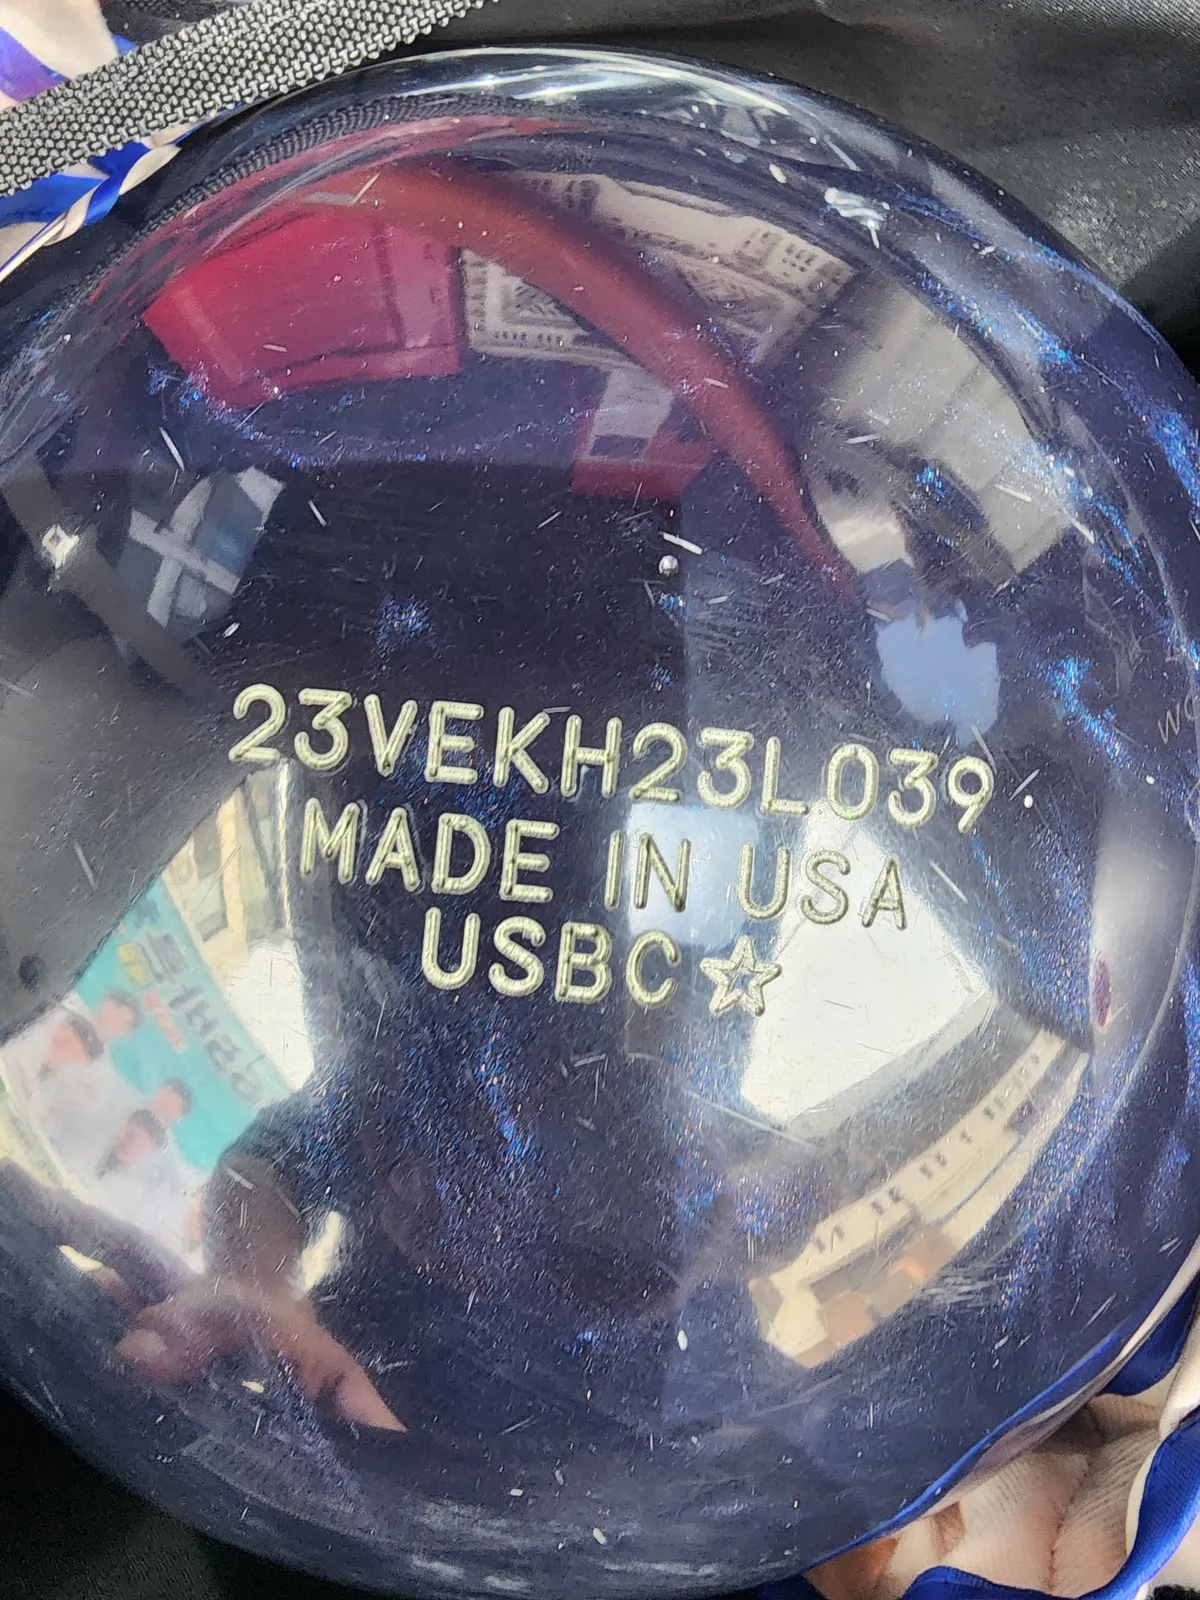 23VEKH23L039
MADE IN USA
USBC☆